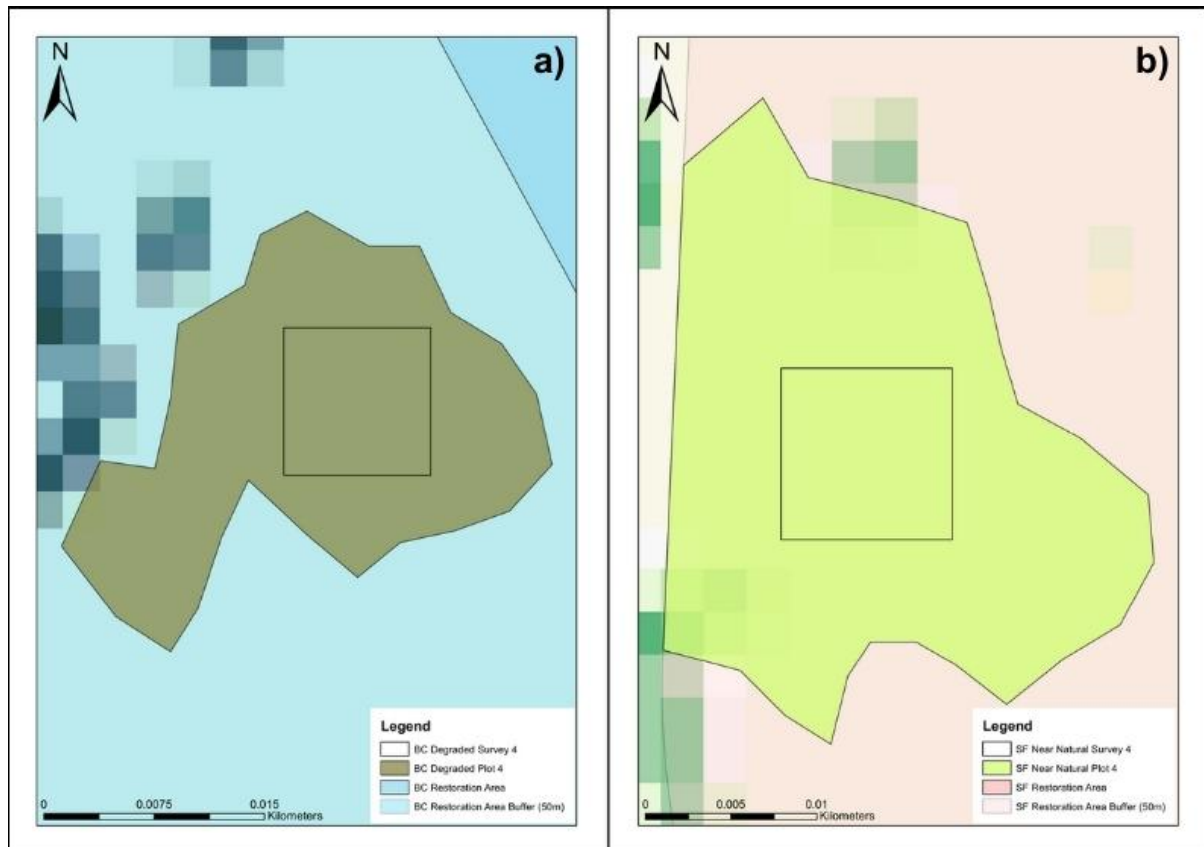 N
a)
Legend
BC Degraded Survey 4
BC Degraded Plot 4
BC Restoration Area
BC Restoration Area Buffer (50m)
0
0.0075
0.015
Kilometers
N
b)
Legend
SF Near Natural Survey 4
SF Near Natural Plot 4
SF Restoration Area
SF Restoration Area Buffer (50m)
0
0.005
0.01
Kilometers